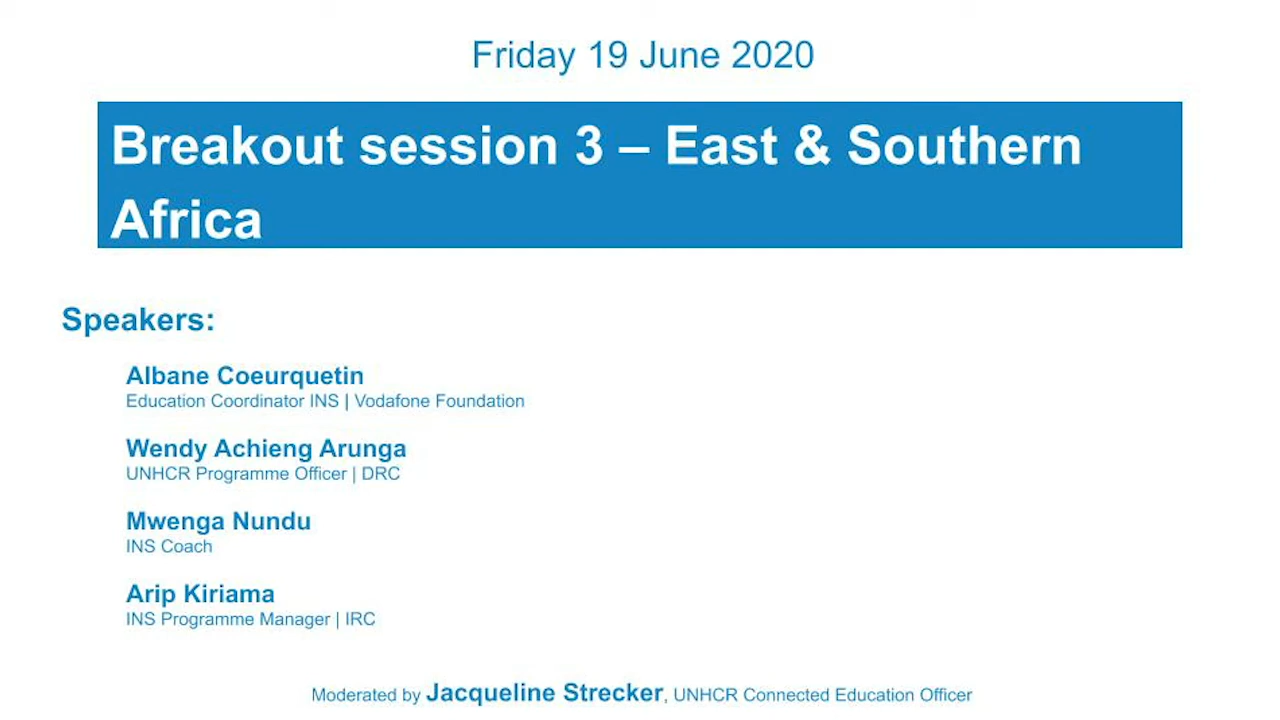 Friday 19 June 2020
Breakout session 3 – East & Southern
Africa
Speakers:
Albane Coeurquetin
Education Coordinator INS | Vodafone Foundation
Wendy Achieng Arunga
UNHCR Programme Officer | DRC
Mwenga Nundu
INS Coach
Arip Kiriama
INS Programme Manager | IRC
Moderated by Jacqueline Strecker, UNHCR Connected Education Officer